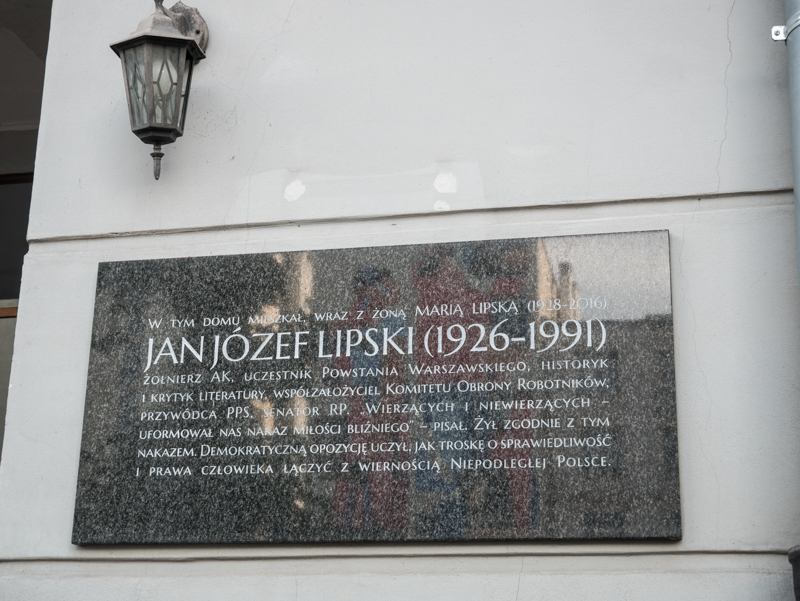 W TYM DOMU MIESZKAŁ, WRAZ Z ŻONĄ MARIĄ LIPSKĄ (1928-2016)
JAN JÓZEF LIPSKI (1926-1991)
ŻOŁNIERZ AK, UCZESTNIK POWSTANIA WARSZAWSKIEGO, HISTORYK
I KRYTYK LITERATURY, WSPÓŁZAŁOŻYCIEL KOMITETU OBRONY ROBOTNIKÓW,
PRZYWÓDCA PPS, SENATOR RP. „WIERZĄCYCH I NIEWIERZĄCYCH –
UFORMOWAŁ NAS NAKAZ MIŁOŚCI BLIŹNIEGO” – PISAŁ. ŻYŁ ZGODNIE Z TYM
NAKAZEM. DEMOKRATYCZNĄ OPOZYCJĘ UCZYŁ, JAK TROSKĘ O SPRAWIEDLIWOŚĆ
I PRAWA CZŁOWIEKA ŁĄCZYĆ Z WIERNOŚCIĄ NIEPODLEGŁEJ POLSCE.